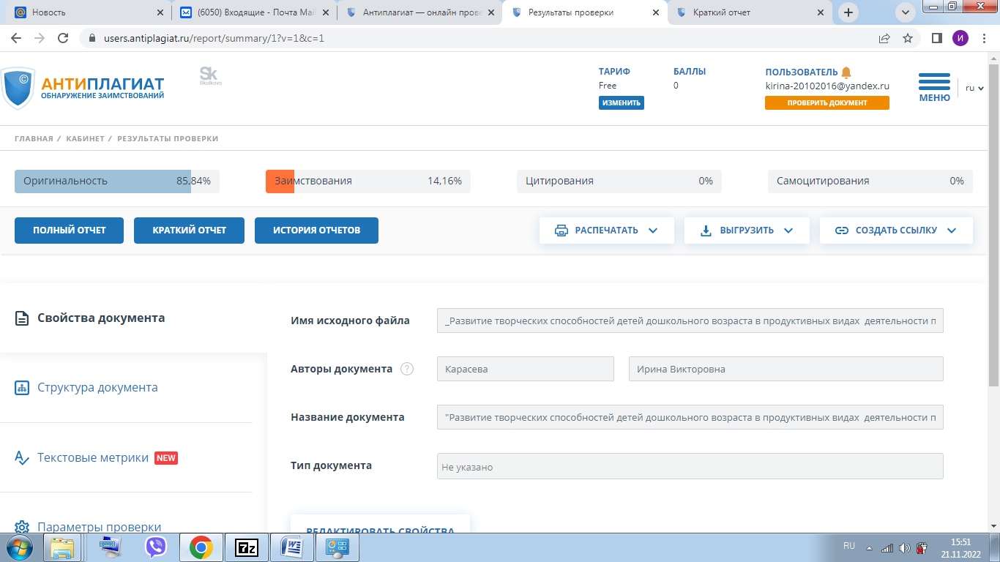 Новость
(6050) Входящие - Почта Mai
Антиплагиат — онлайн прове
Результаты проверки
Краткий отчет
users.antiplagiat.ru/report/summary/1?v=1&c=1
И
©
АНТИПЛАГИАТ
ОБНАРУЖЕНИЕ ЗАИМСТВОВАНИЙ
Sk
Skolkovo
ТАРИФ
Free
ИЗМЕНИТЬ
БАЛЛЫ
0
ПОЛЬЗОВАТЕЛЬ
kirina-20102016@yandex.ru
ПРОВЕРИТЬ ДОКУМЕНТ
МЕНЮ
ru
ГЛАВНАЯ / КАБИНЕТ / РЕЗУЛЬТАТЫ ПРОВЕРКИ
Оригинальность 85,84%
Заимствования 14,16%
Цитирования 0%
Самоцитирования 0%
ПОЛНЫЙ ОТЧЕТ
КРАТКИЙ ОТЧЕТ
ИСТОРИЯ ОТЧЕТОВ
РАСПЕЧАТАТЬ
ВЫГРУЗИТЬ
СОЗДАТЬ ССЫЛКУ
Свойства документа
Структура документа
Текстовые метрики NEW
Параметры проверки
Имя исходного файла
_Развитие творческих способностей детей дошкольного возраста в продуктивных видах деятельности п
Авторы документа ?
Карасева
Ирина Викторовна
Название документа
"Развитие творческих способностей детей дошкольного возраста в продуктивных видах деятельности п
Тип документа
Не указано
РЕДАКТИРОВАТЬ СВОЙСТВА
7z
RU
15:51
21.11.2022